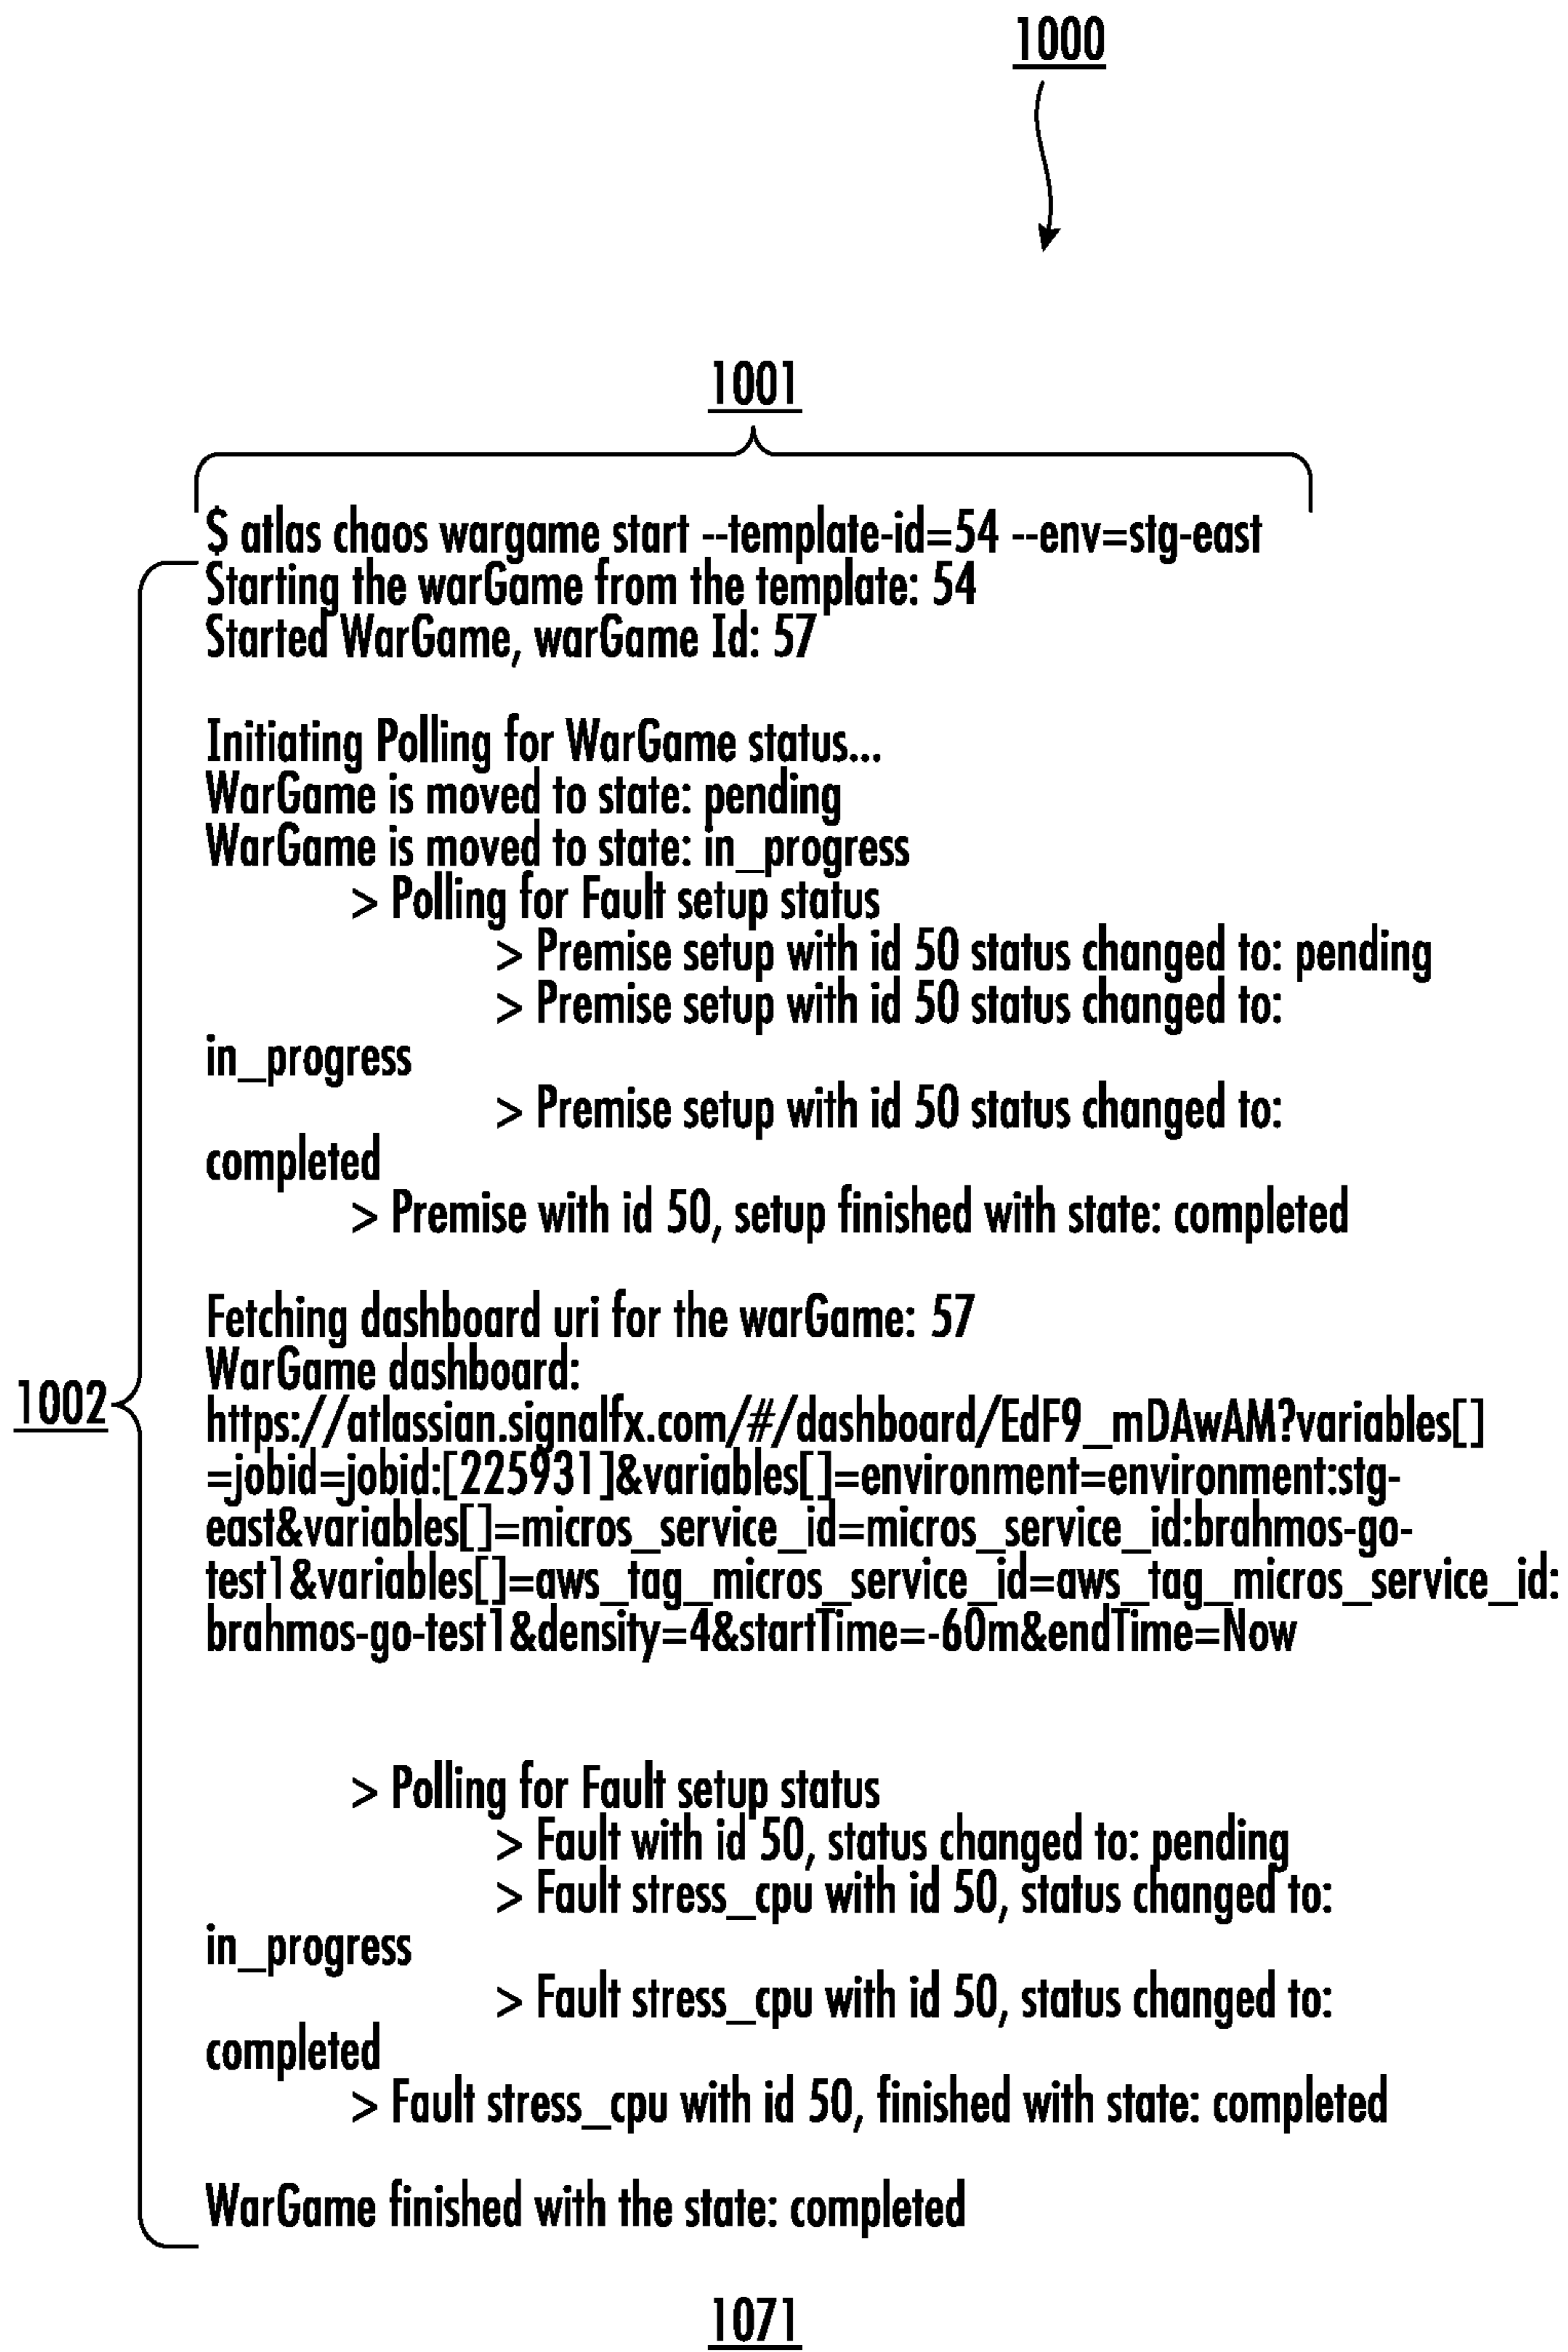 1000
1001
$ atlas chaos wargame start --template-id=54 --env=stg-east
Starting the warGame from the template: 54
Started WarGame, warGame Id: 57
Initiating Polling for WarGame status...
WarGame is moved to state: pending
WarGame is moved to state: in_progress
> Polling for Fault setup status
> Premise setup with id 50 status changed to: pending
> Premise setup with id 50 status changed to:
in_progress
> Premise setup with id 50 status changed to:
completed
> Premise with id 50, setup finished with state: completed
Fetching dashboard uri for the warGame: 57
WarGame dashboard:
1002
https://atlassian.signalfx.com/#/dashboard/EdF9_mDAwAM?variables[]
=jobid=jobid:[225931]&variables[]=environment=environment:stg-
east&variables[]=micros_service_id=micros_service_id:brahmos-go-
test1&variables[]=aws_tag_micros_service_id=aws_tag_micros_service_id:
brahmos-go-test1&density=4&startTime=-60m&endTime=Now
> Polling for Fault setup status
> Fault with id 50, status changed to: pending
> Fault stress_cpu with id 50, status changed to:
in_progress
> Fault stress_cpu with id 50, status changed to:
completed
> Fault stress_cpu with id 50, finished with state: completed
WarGame finished with the state: completed
1071